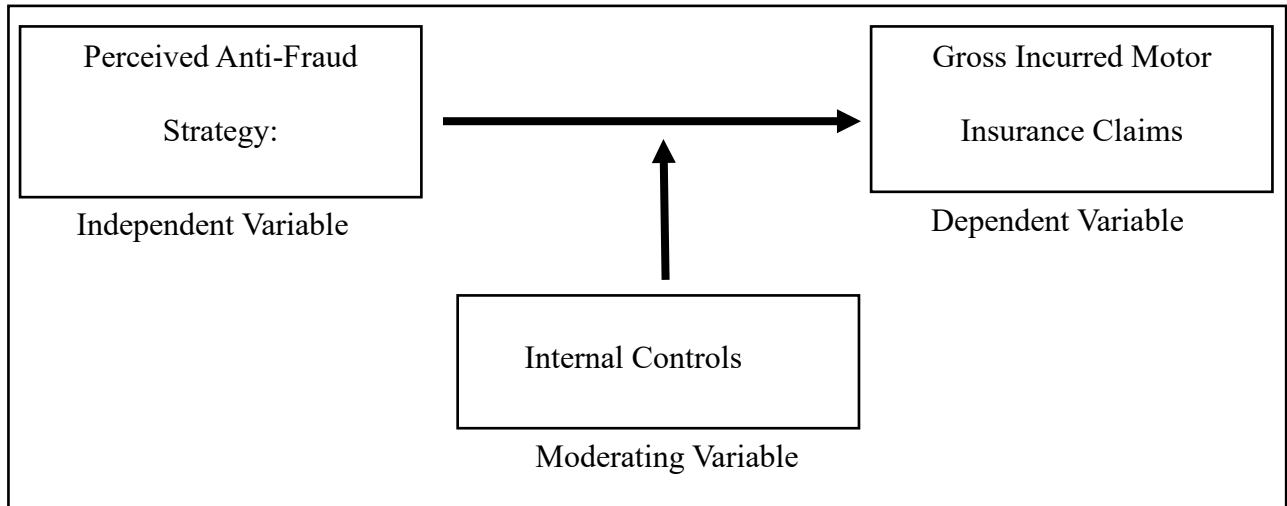 Perceived Anti-Fraud
Strategy:
Independent Variable
Gross Incurred Motor
Insurance Claims
Dependent Variable
Internal Controls
Moderating Variable